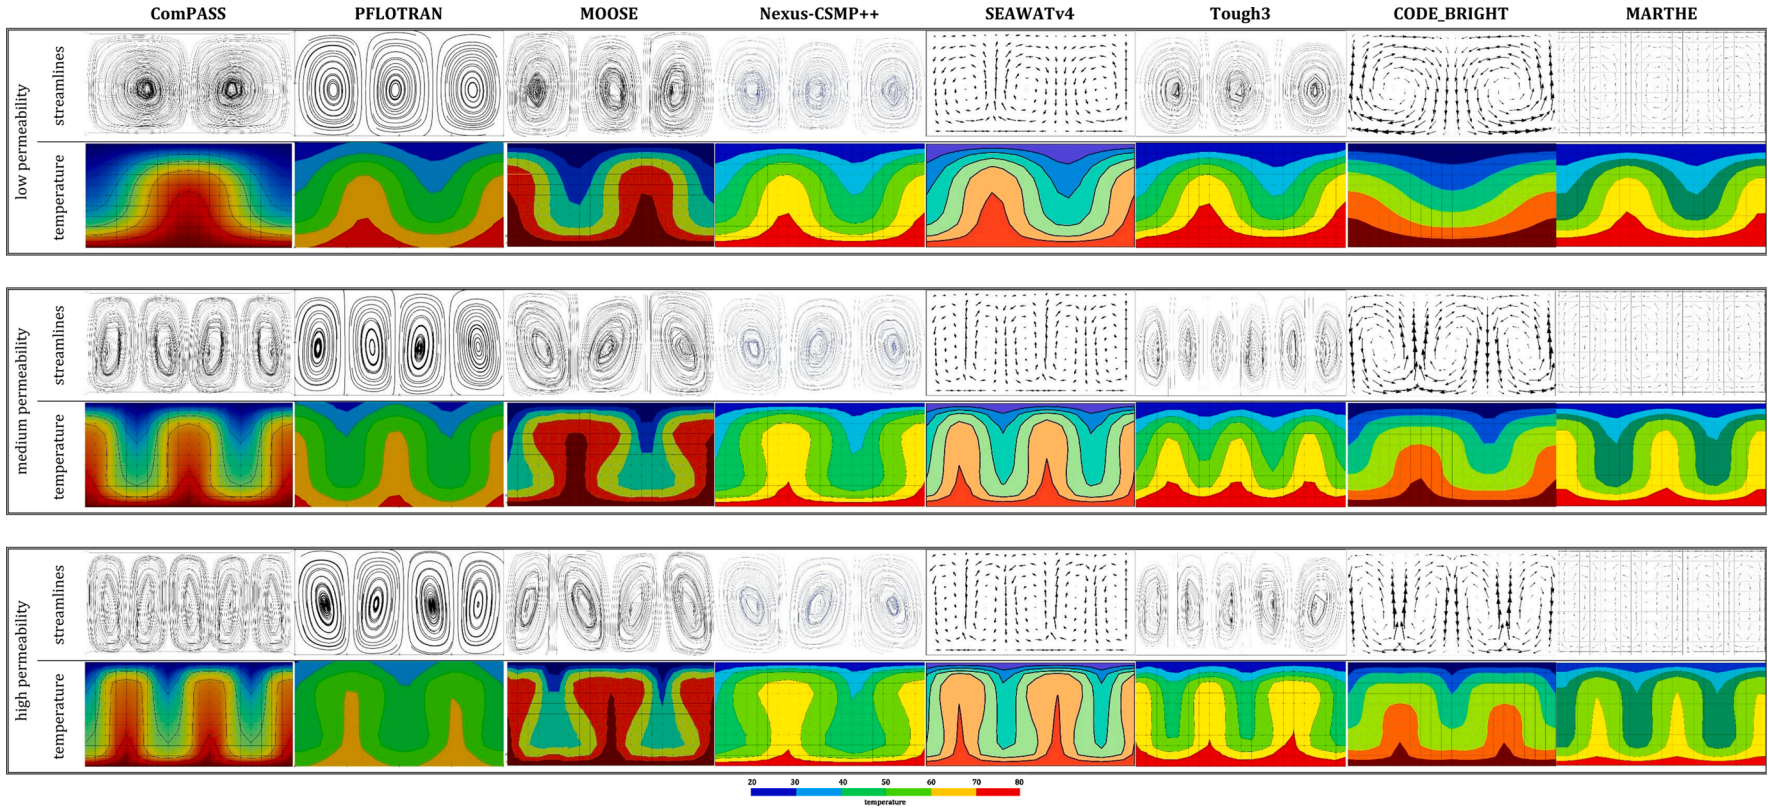 ComPASS PFLOTRAN MOOSE Nexus-CSMP++ SEAWATv4 Tough3 CODE_BRIGHT MARTHE
low permeability
streamlines
temperature
medium permeability
streamlines
temperature
high permeability
streamlines
temperature
20 30 40 50 60 70 80
temperature